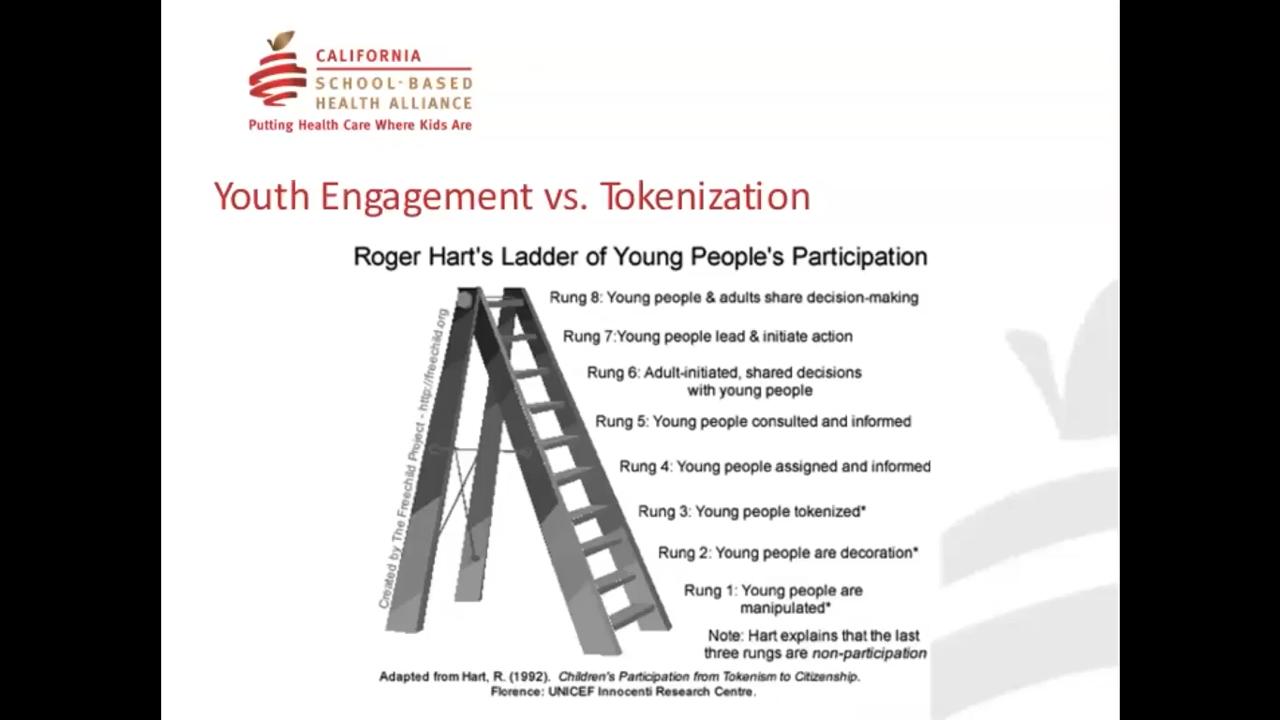 CALIFORNIA
SCHOOL-BASED
HEALTH ALLIANCE
Putting Health Care Where Kids Are
Youth Engagement vs. Tokenization
Roger Hart's Ladder of Young People's Participation
Rung 8: Young people & adults share decision-making
Rung 7:Young people lead & initiate action
Rung 6: Adult-initiated, shared decisions
with young people
Rung 5: Young people consulted and informed
Rung 4: Young people assigned and informed
Rung 3: Young people tokenized*
Rung 2: Young people are decoration*
Rung 1: Young people are
manipulated*
Note: Hart explains that the last
three rungs are non-participation
Created by The Freechild Project - http://freechild.org
Adapted from Hart, R. (1992). Children's Participation from Tokenism to Citizenship.
Florence: UNICEF Innocenti Research Centre.